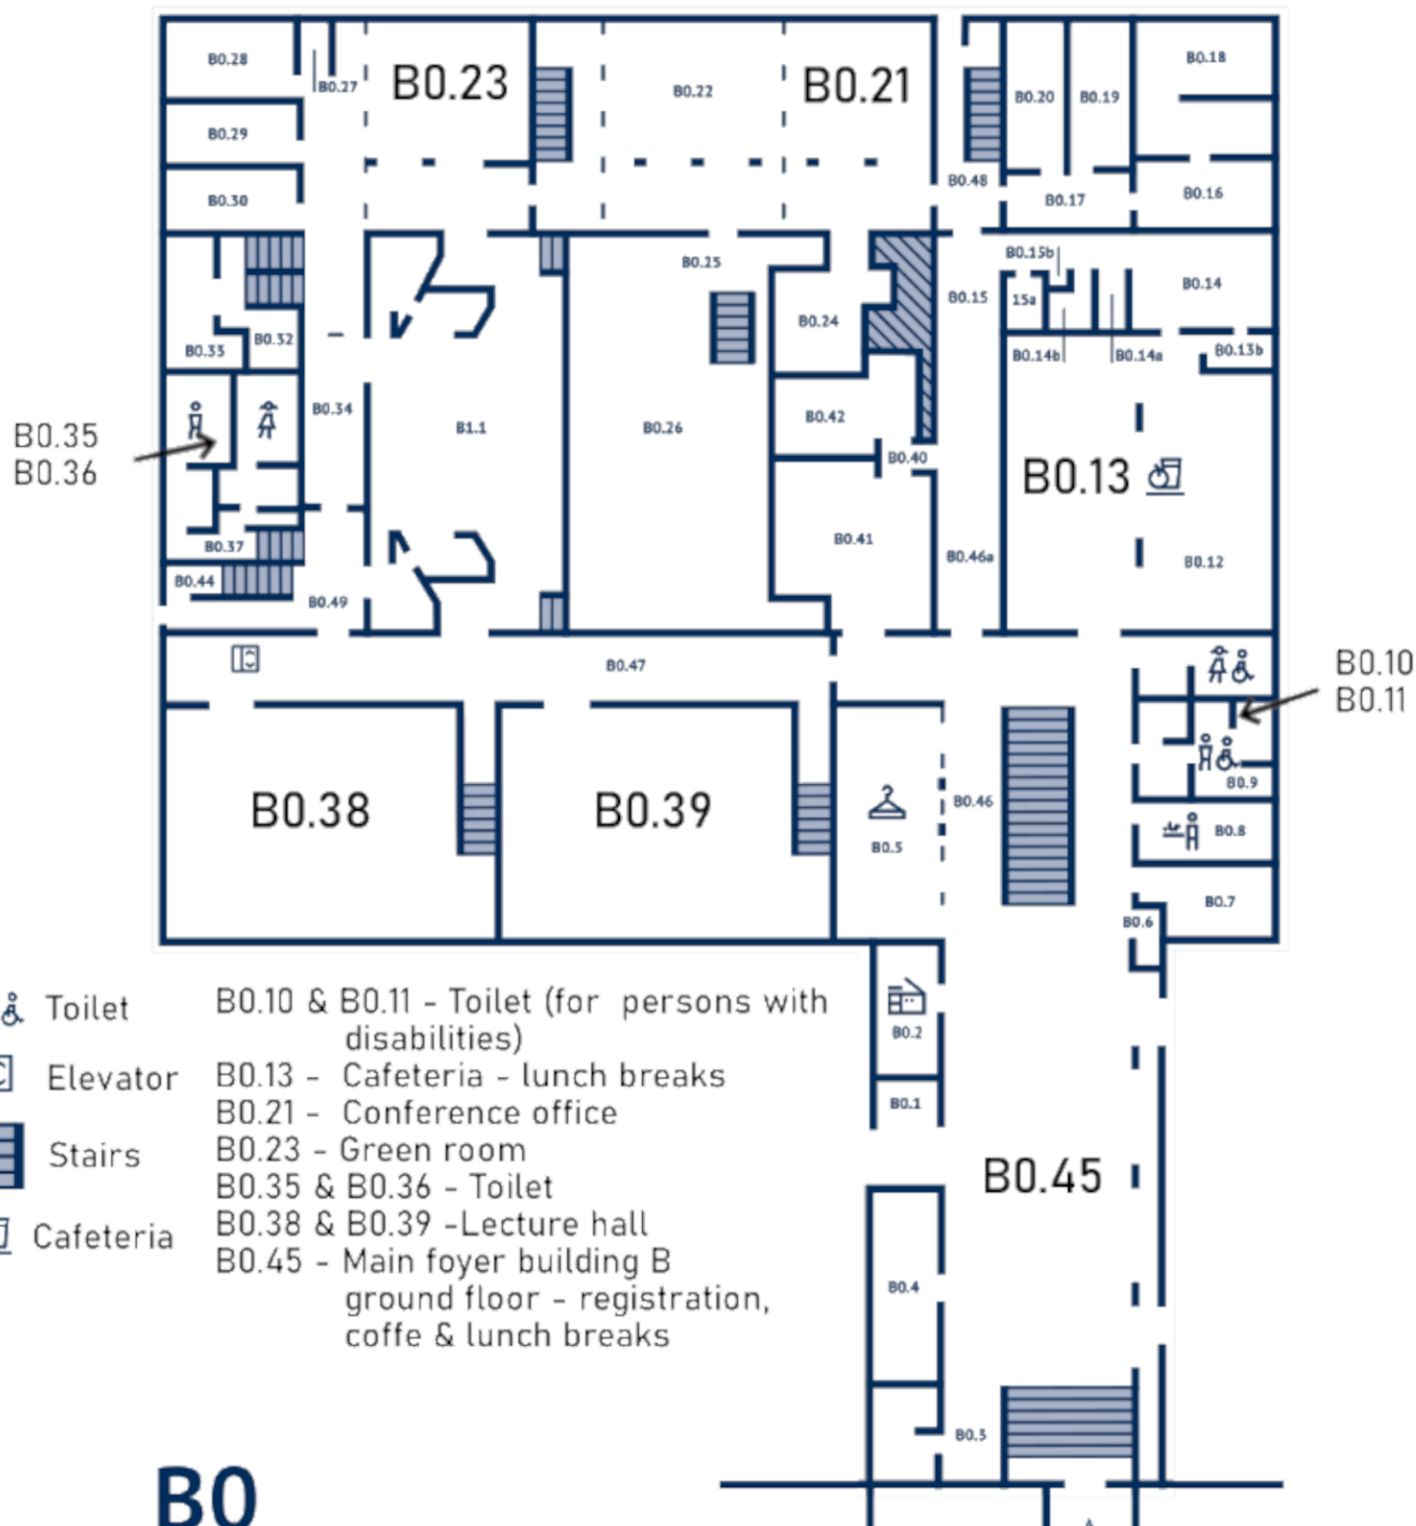 B0.28
B0.27
B0.23
B0.22
B0.21
B0.20
B0.19
B0.18
B0.29
B0.30
B0.48
B0.17
B0.16
B0.25
B0.15b
B0.15
15a
B0.14
B0.24
B0.33
B0.32
B0.14b
B0.14a
B0.13b
B0.34
B1.1
B0.26
B0.42
B0.40
B0.35
B0.36
B0.13
B0.37
B0.41
B0.46a
B0.12
B0.44
B0.49
B0.47
B0.10
B0.11
B0.38
B0.39
B0.5
B0.46
B0.9
B0.8
B0.7
B0.6
B0.2
B0.1
B0.45
B0.4
B0.3
Toilet
Elevator
Stairs
Cafeteria
B0.10 & B0.11 - Toilet (for persons with
disabilities)
B0.13 - Cafeteria - lunch breaks
B0.21 - Conference office
B0.23 - Green room
B0.35 & B0.36 - Toilet
B0.38 & B0.39 -Lecture hall
B0.45 - Main foyer building B
ground floor - registration,
coffe & lunch breaks
B0